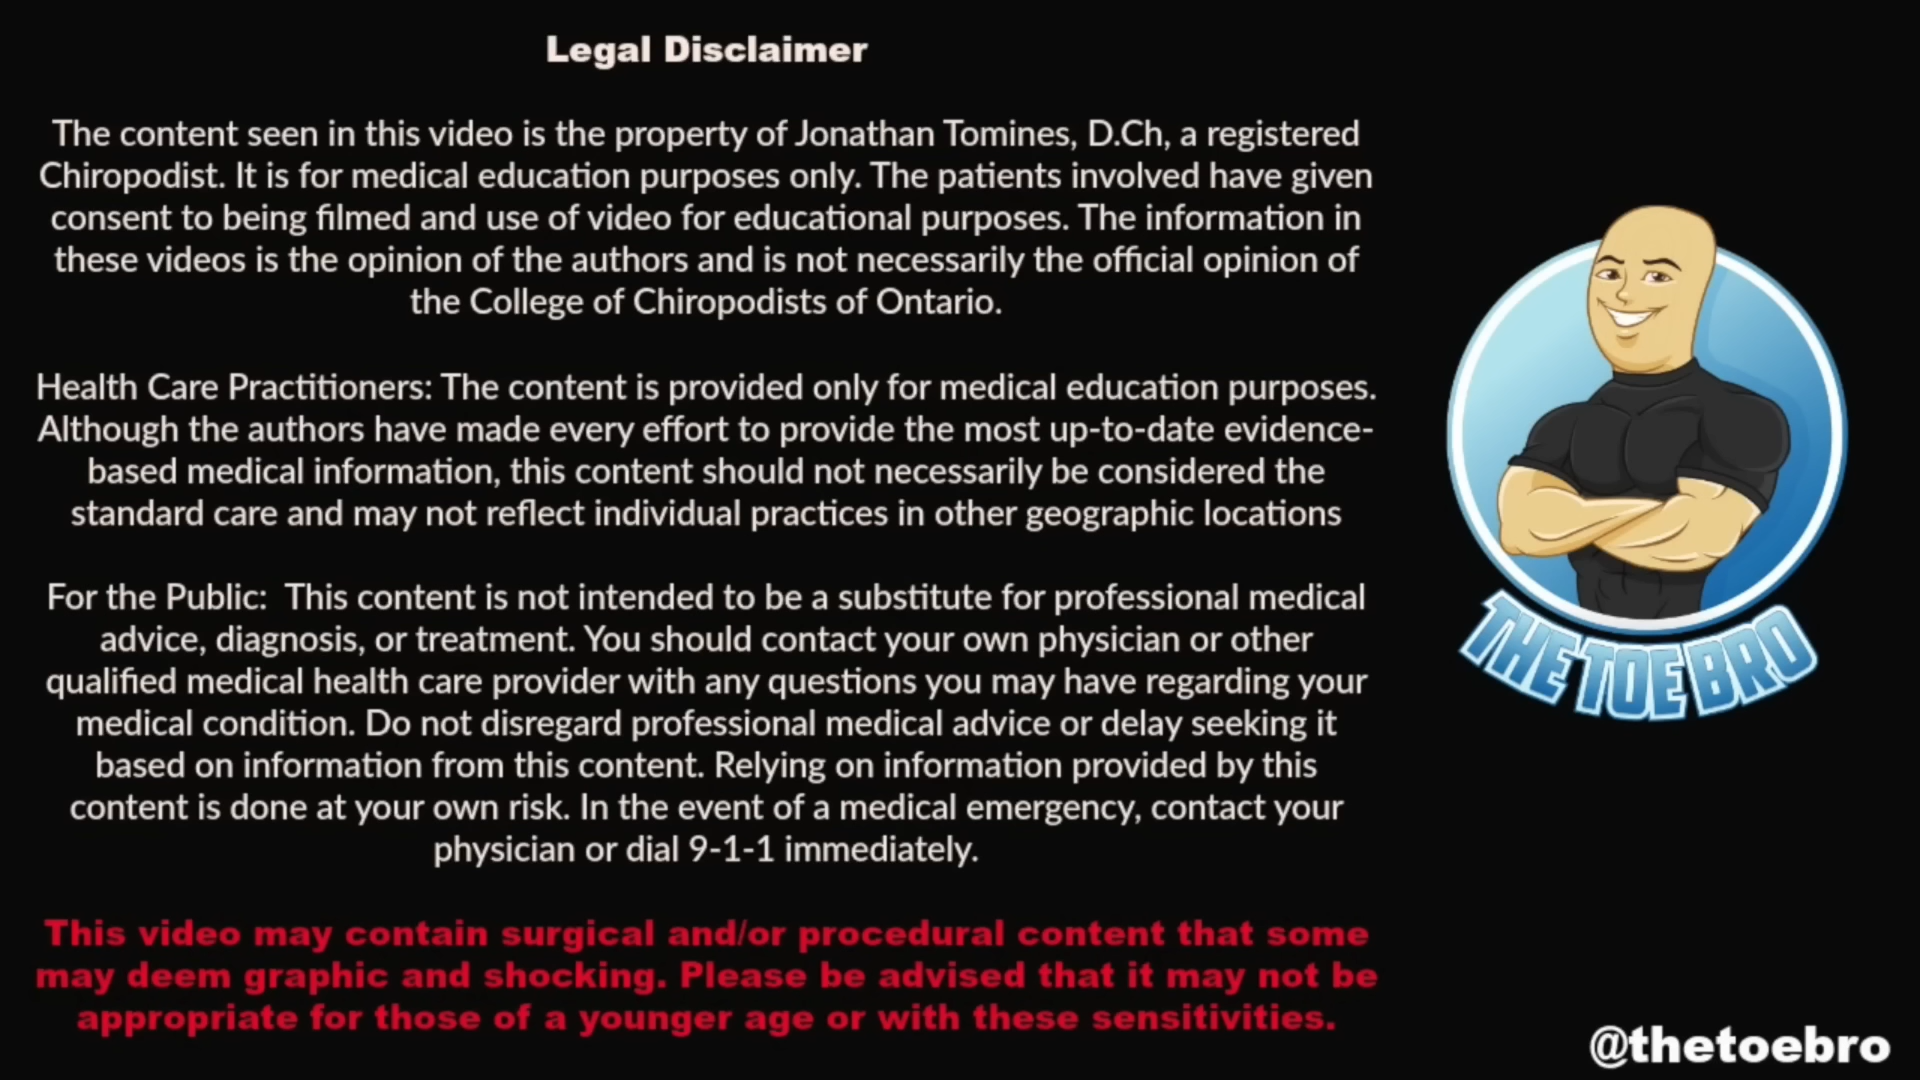 Legal Disclaimer
The content seen in this video is the property of Jonathan Tomines, D.Ch, a registered
Chiropodist. It is for medical education purposes only. The patients involved have given
consent to being filmed and use of video for educational purposes. The information in
these videos is the opinion of the authors and is not necessarily the official opinion of
the College of Chiropodists of Ontario.
Health Care Practitioners: The content is provided only for medical education purposes.
Although the authors have made every effort to provide the most up-to-date evidence-
based medical information, this content should not necessarily be considered the
standard care and may not reflect individual practices in other geographic locations
For the Public:  This content is not intended to be a substitute for professional medical
advice, diagnosis, or treatment. You should contact your own physician or other
qualified medical health care provider with any questions you may have regarding your
medical condition. Do not disregard professional medical advice or delay seeking it
based on information from this content. Relying on information provided by this
content is done at your own risk. In the event of a medical emergency, contact your
physician or dial 9-1-1 immediately.
This video may contain surgical and/or procedural content that some
may deem graphic and shocking. Please be advised that it may not be
appropriate for those of a younger age or with these sensitivities.
THE TOE BRO
@thetoebro